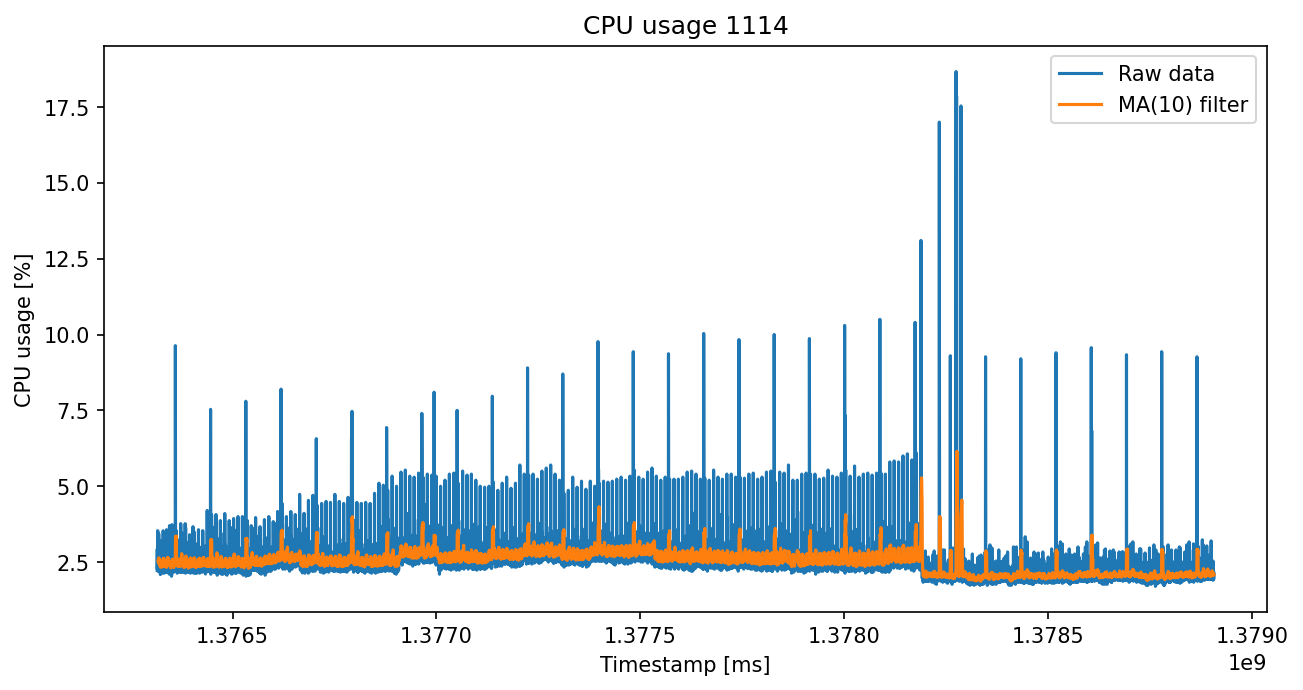 CPU usage 1114
Raw data
MA(10) filter
CPU usage [%]
17.5
15.0
12.5
10.0
7.5
5.0
2.5
1.3765 1.3770 1.3775 1.3780 1.3785 1.3790
1e9
Timestamp [ms]